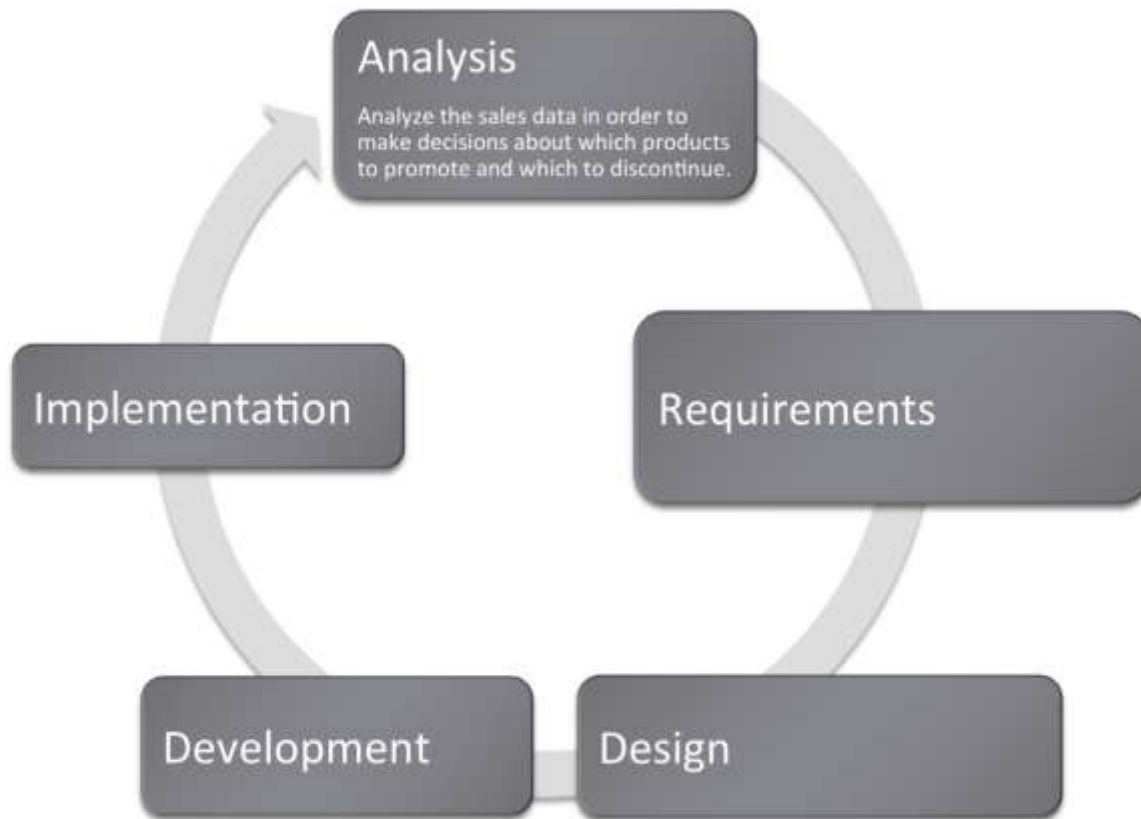 Analysis
Analyze the sales data in order to
make decisions about which products
to promote and which to discontinue.
Requirements
Design
Development
Implementation